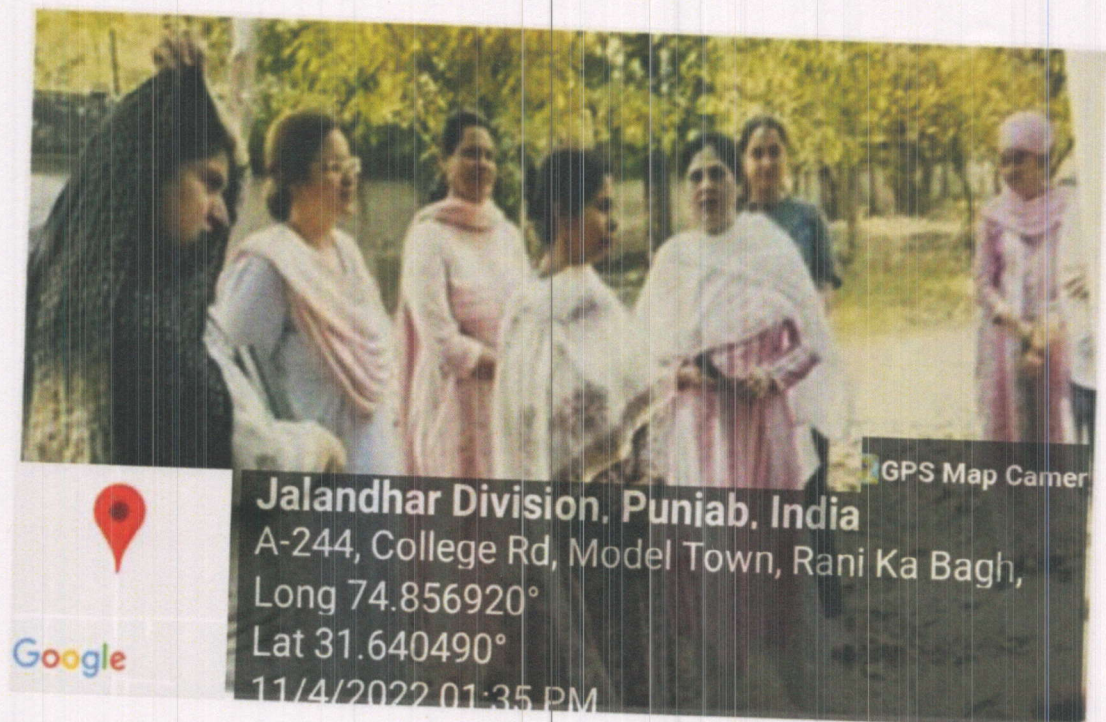 GPS Map Camer
Jalandhar Division, Punjab, India
A-244, College Rd, Model Town, Rani Ka Bagh,
Long 74.856920°
Lat 31.640490°
11/4/2022 01:35 PM
Google